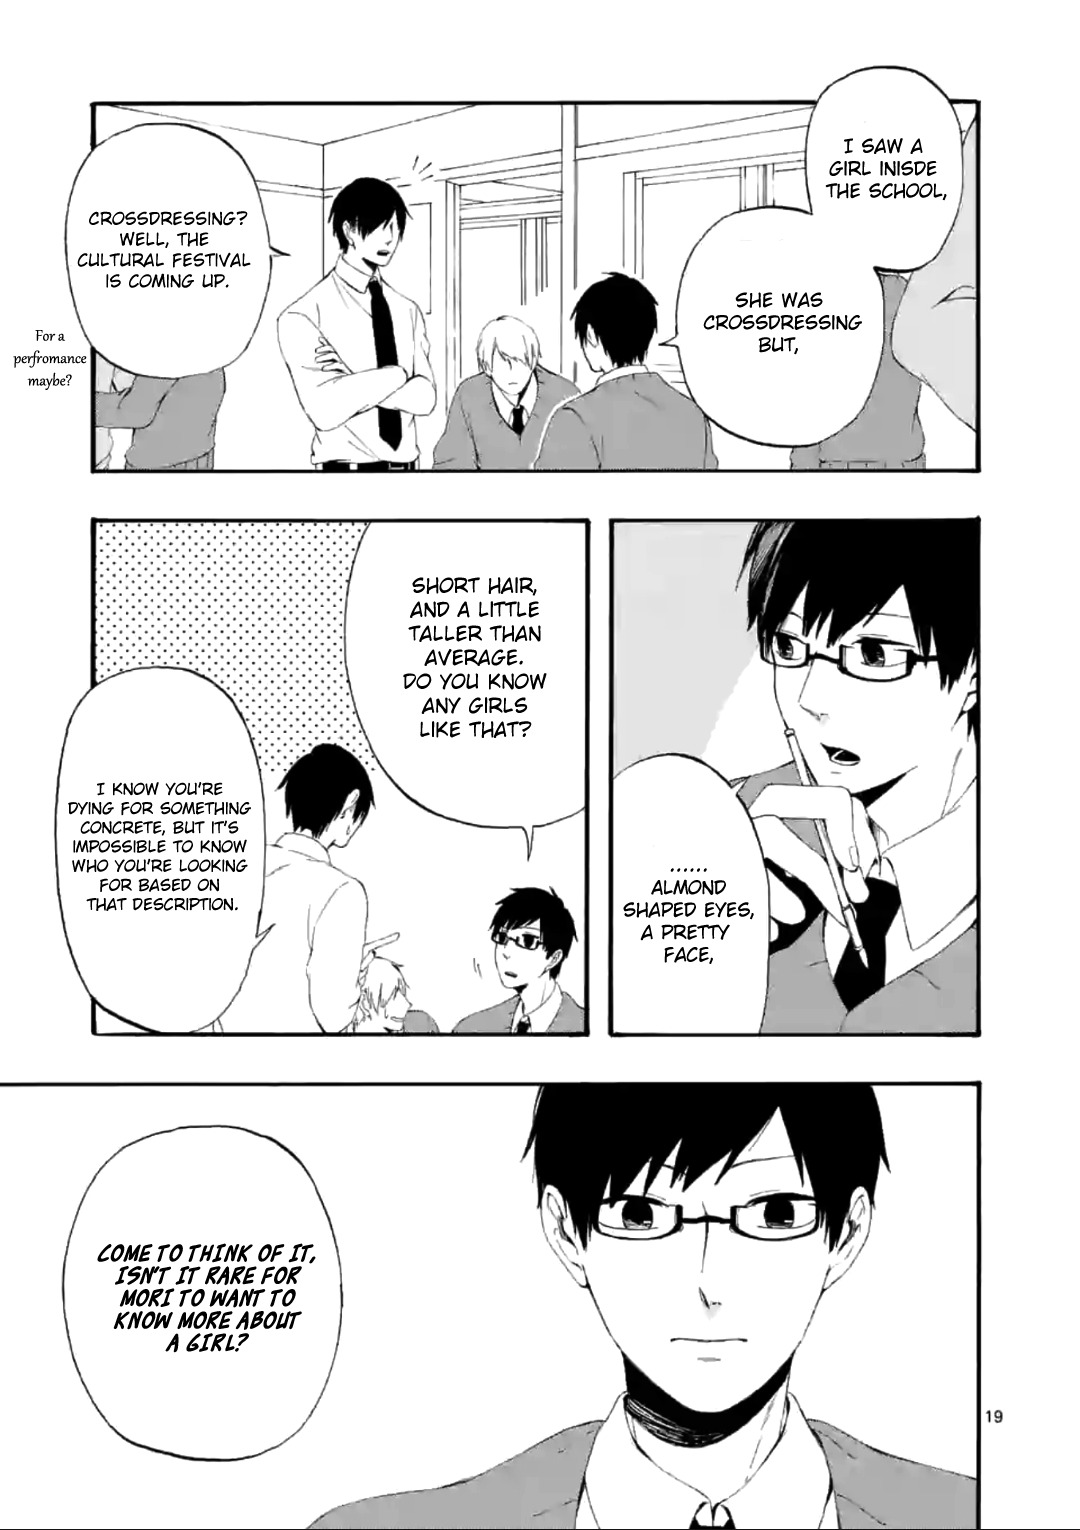 I SAW A
GIRL INISDE
THE SCHOOL,
SHE WAS
CROSSDRESSING
BUT,
CROSSDRESSING?
WELL, THE
CULTURAL FESTIVAL
IS COMING UP.
For a
perfromance
maybe?
......
ALMOND
SHAPED EYES,
A PRETTY
FACE,
SHORT HAIR,
AND A LITTLE
TALLER THAN
AVERAGE.
DO YOU KNOW
ANY GIRLS
LIKE THAT?
I KNOW YOU'RE
DYING FOR SOMETHING
CONCRETE, BUT IT'S
IMPOSSIBLE TO KNOW
WHO YOU'RE LOOKING
FOR BASED ON
THAT DESCRIPTION.
COME TO THINK OF IT,
ISN'T IT RARE FOR
MORI TO WANT TO
KNOW MORE ABOUT
A GIRL?
19